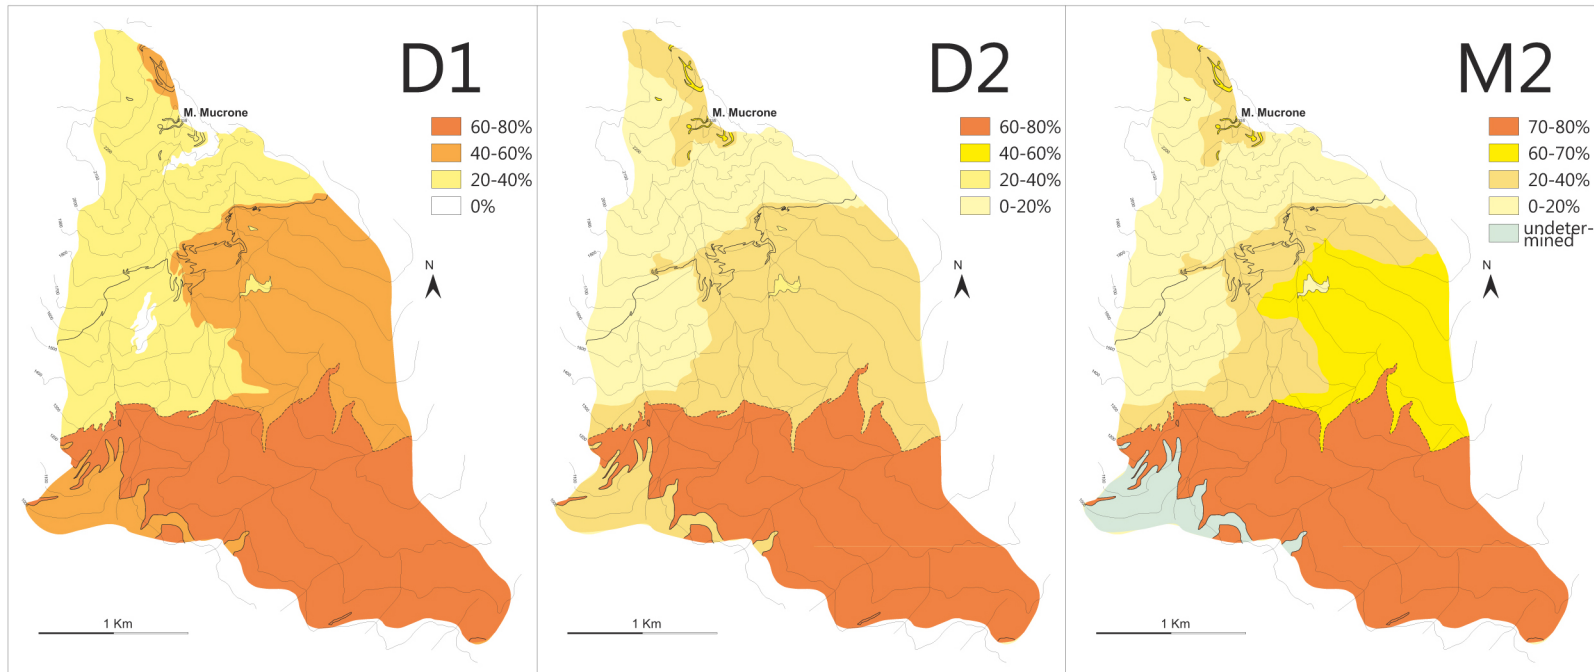 D1
M. Mucrone
60-80%
40-60%
20-40%
0%
N
1 Km
D2
M. Mucrone
60-80%
40-60%
20-40%
0-20%
N
1 Km
M2
M. Mucrone
70-80%
60-70%
20-40%
0-20%
undeter-
mined
N
1 Km